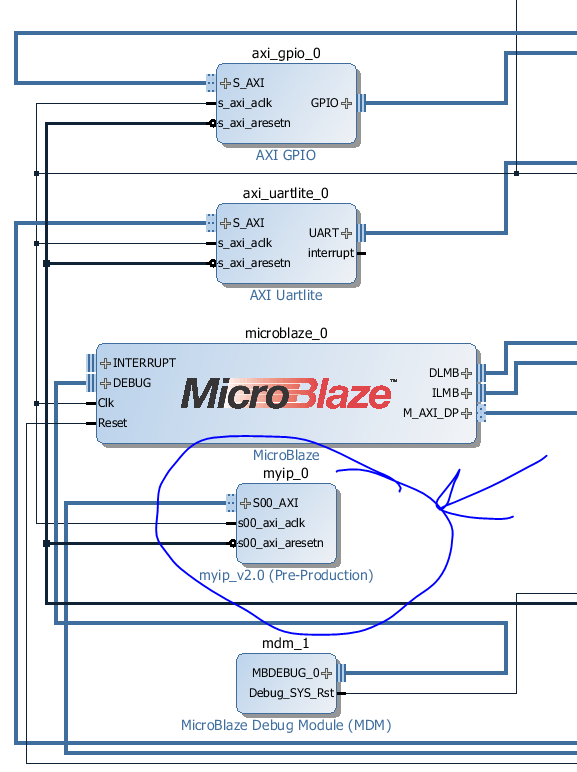 axi_gpio_0
S_AXI
s_axi_aclk
GPIO
s_axi_aresetn
AXI GPIO
axi_uartlite_0
S_AXI
UART
s_axi_aclk
interrupt
s_axi_aresetn
AXI Uartlite
microblaze_0
INTERRUPT
DEBUG
Clk
Reset
MicroBlaze™
DLMB
ILMB
M_AXI_DP
MicroBlaze
myip_0
S00_AXI
s00_axi_aclk
s00_axi_aresetn
myip_v2.0 (Pre-Production)
mdm_1
MBDEBUG_0
Debug_SYS_Rst
MicroBlaze Debug Module (MDM)